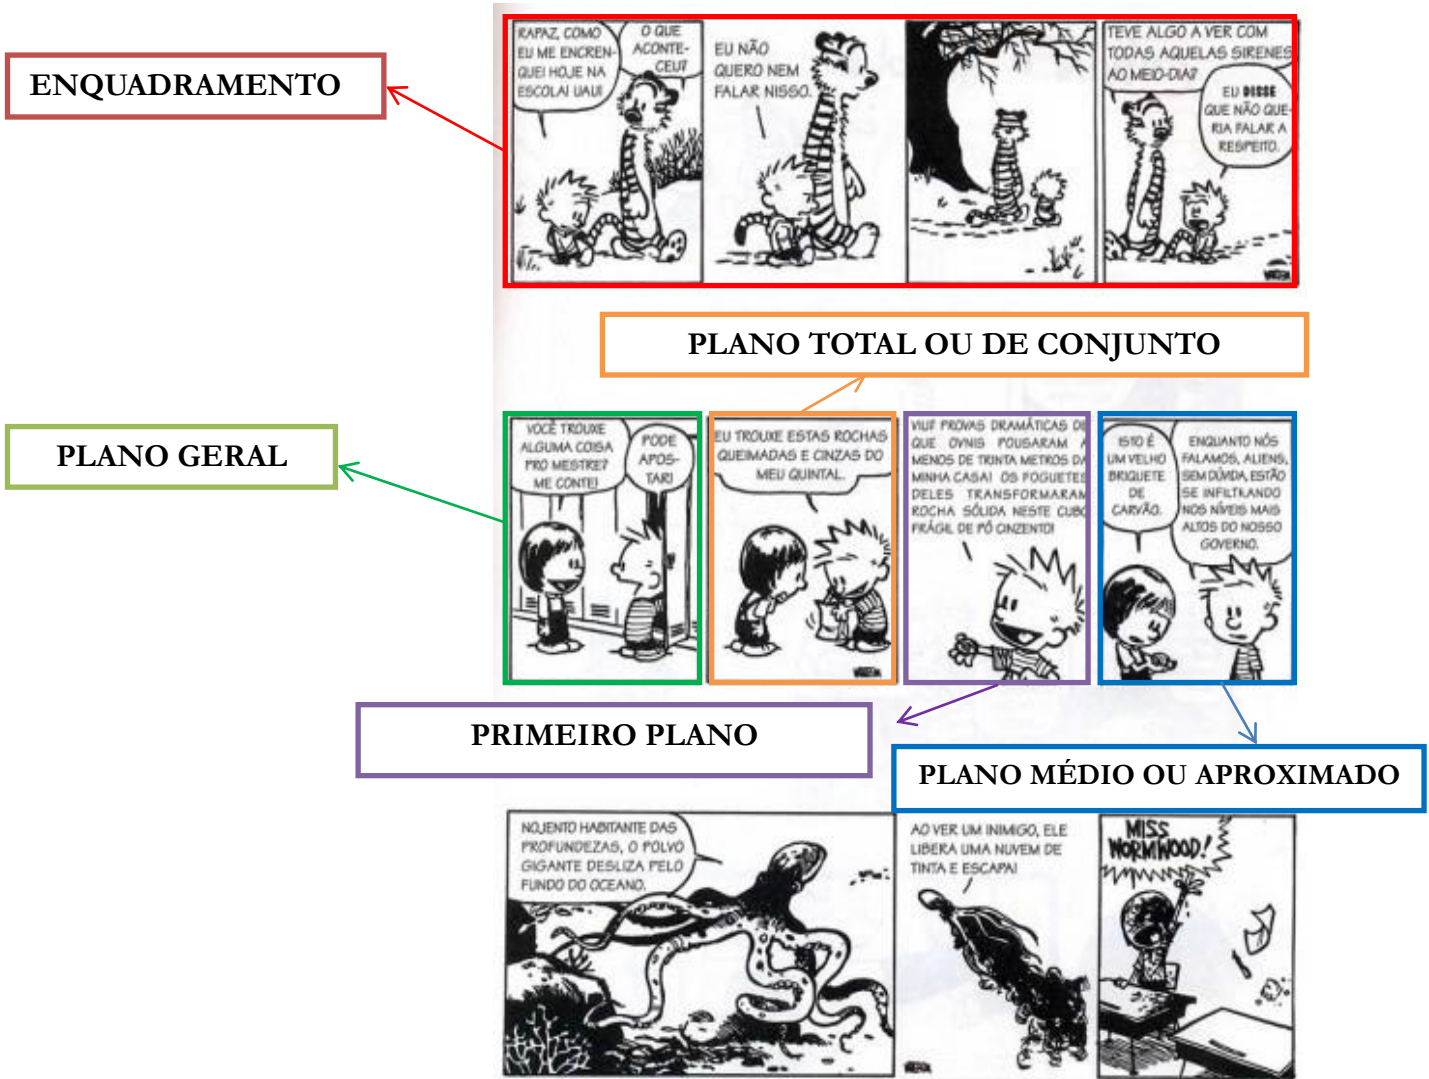 ENQUADRAMENTO
RAPAZ, COMO
EU ME ENCREN-
QUEI HOJE NA
ESCOLA! UAU!
O QUE
ACONTE-
CEU?
EU NÃO
QUERO NEM
FALAR NISSO.
TEVE ALGO A VER COM
TODAS AQUELAS SIRENES
AO MEIO-DIA?
EU DISSE
QUE NÃO QUE-
RIA FALAR A
RESPEITO.
PLANO TOTAL OU DE CONJUNTO
PLANO GERAL
VOCÊ TROUXE
ALGUMA COISA
PRO MESTRE?
ME CONTE!
PODE
APOS-
TAR!
EU TROUXE ESTAS ROCHAS
QUEIMADAS E CINZAS DO
MEU QUINTAL.
VIU? PROVAS DRAMÁTICAS DE
QUE OVNIS POUSARAM A
MENOS DE TRINTA METROS DA
MINHA CASA! OS FOGUETES
DELES TRANSFORMARAM
ROCHA SÓLIDA NESTE CUBO
FRÁGIL DE PÓ CINZENTO!
ISTO É
UM VELHO
BRIQUETE
DE
CARVÃO.
ENQUANTO NÓS
FALAMOS, ALIENS,
SEM DÚVIDA, ESTÃO
SE INFILTRANDO
NOS NÍVEIS MAIS
ALTOS DO NOSSO
GOVERNO.
PRIMEIRO PLANO
PLANO MÉDIO OU APROXIMADO
NOJENTO HABITANTE DAS
PROFUNDEZAS, O POLVO
GIGANTE DESLIZA PELO
FUNDO DO OCEANO.
AO VER UM INIMIGO, ELE
LIBERA UMA NUVEM DE
TINTA E ESCAPA!
MISS
WORMWOOD!